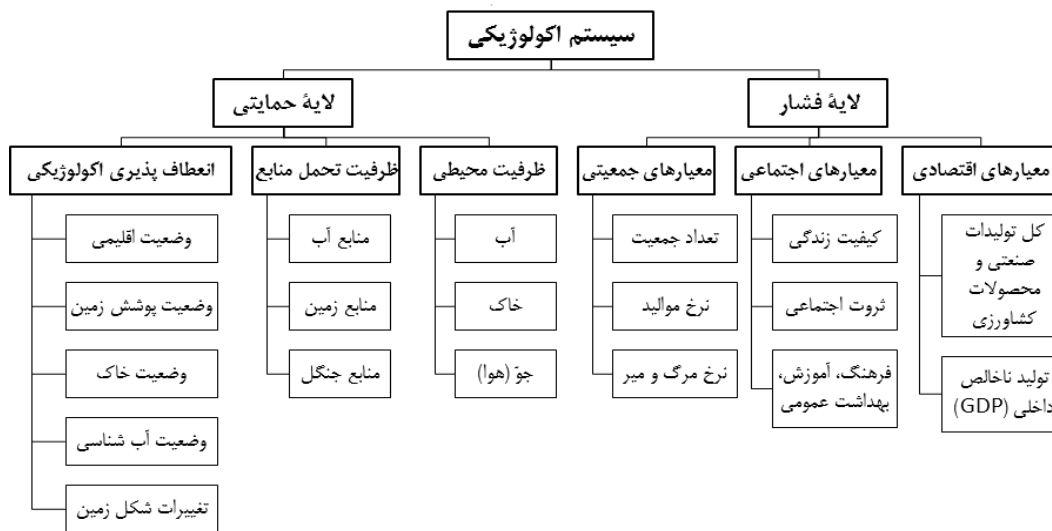 سیستم اکولوژیکی
لایهٔ فشار
لایهٔ حمایتی
معیارهای اقتصادی
معیارهای اجتماعی
معیارهای جمعیتی
ظرفیت محیطی
ظرفیت تحمل منابع
انعطاف پذیری اکولوژیکی
کل تولیدات
صنعتی و
محصولات
کشاورزی
تولید ناخالص
داخلی (GDP)
کیفیت زندگی
ثروت اجتماعی
فرهنگ، آموزش،
بهداشت عمومی
تعداد جمعیت
نرخ موالید
نرخ مرگ و میر
آب
خاک
جوّ (هوا)
منابع آب
منابع زمین
منابع جنگل
وضعیت اقلیمی
وضعیت پوشش زمین
وضعیت خاک
وضعیت آب شناسی
تغییرات شکل زمین